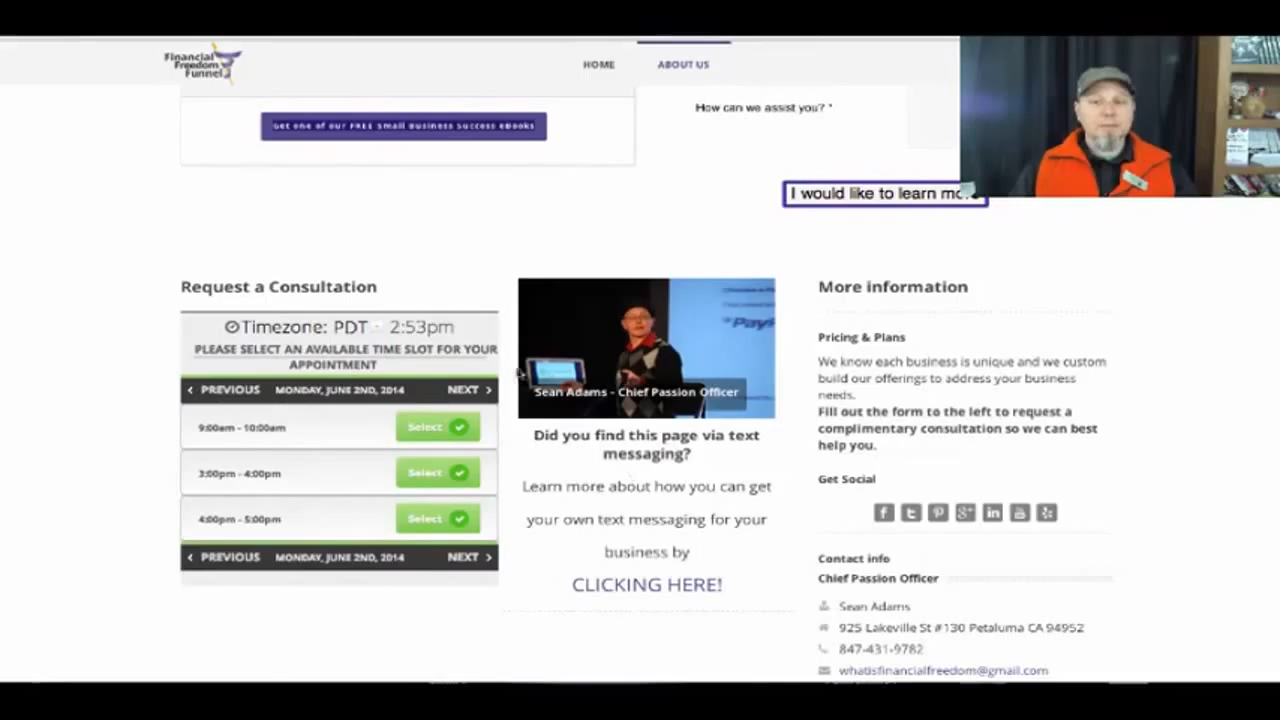 Financial
Freedom
Funnel
HOME
ABOUT US
Get one of our FREE Small Business Success eBooks
How can we assist you? *
I would like to learn
Request a Consultation
Timezone: PDT - 2:53pm
PLEASE SELECT AN AVAILABLE TIME SLOT FOR YOUR
APPOINTMENT
< PREVIOUS MONDAY, JUNE 2ND, 2014 NEXT >
9:00am - 10:00am Select
3:00pm - 4:00pm Select
4:00pm - 5:00pm Select
< PREVIOUS MONDAY, JUNE 2ND, 2014 NEXT >
Sean Adams - Chief Passion Officer
Did you find this page via text
messaging?
Learn more about how you can get
your own text messaging for your
business by
CLICKING HERE!
More information
Pricing & Plans
We know each business is unique and we custom
build our offerings to address your business
needs.
Fill out the form to the left to request a
complimentary consultation so we can best
help you.
Get Social
Contact info
Chief Passion Officer
Sean Adams
925 Lakeville St #130 Petaluma CA 94952
847-431-9782
whatisfinancialfreedom@gmail.com